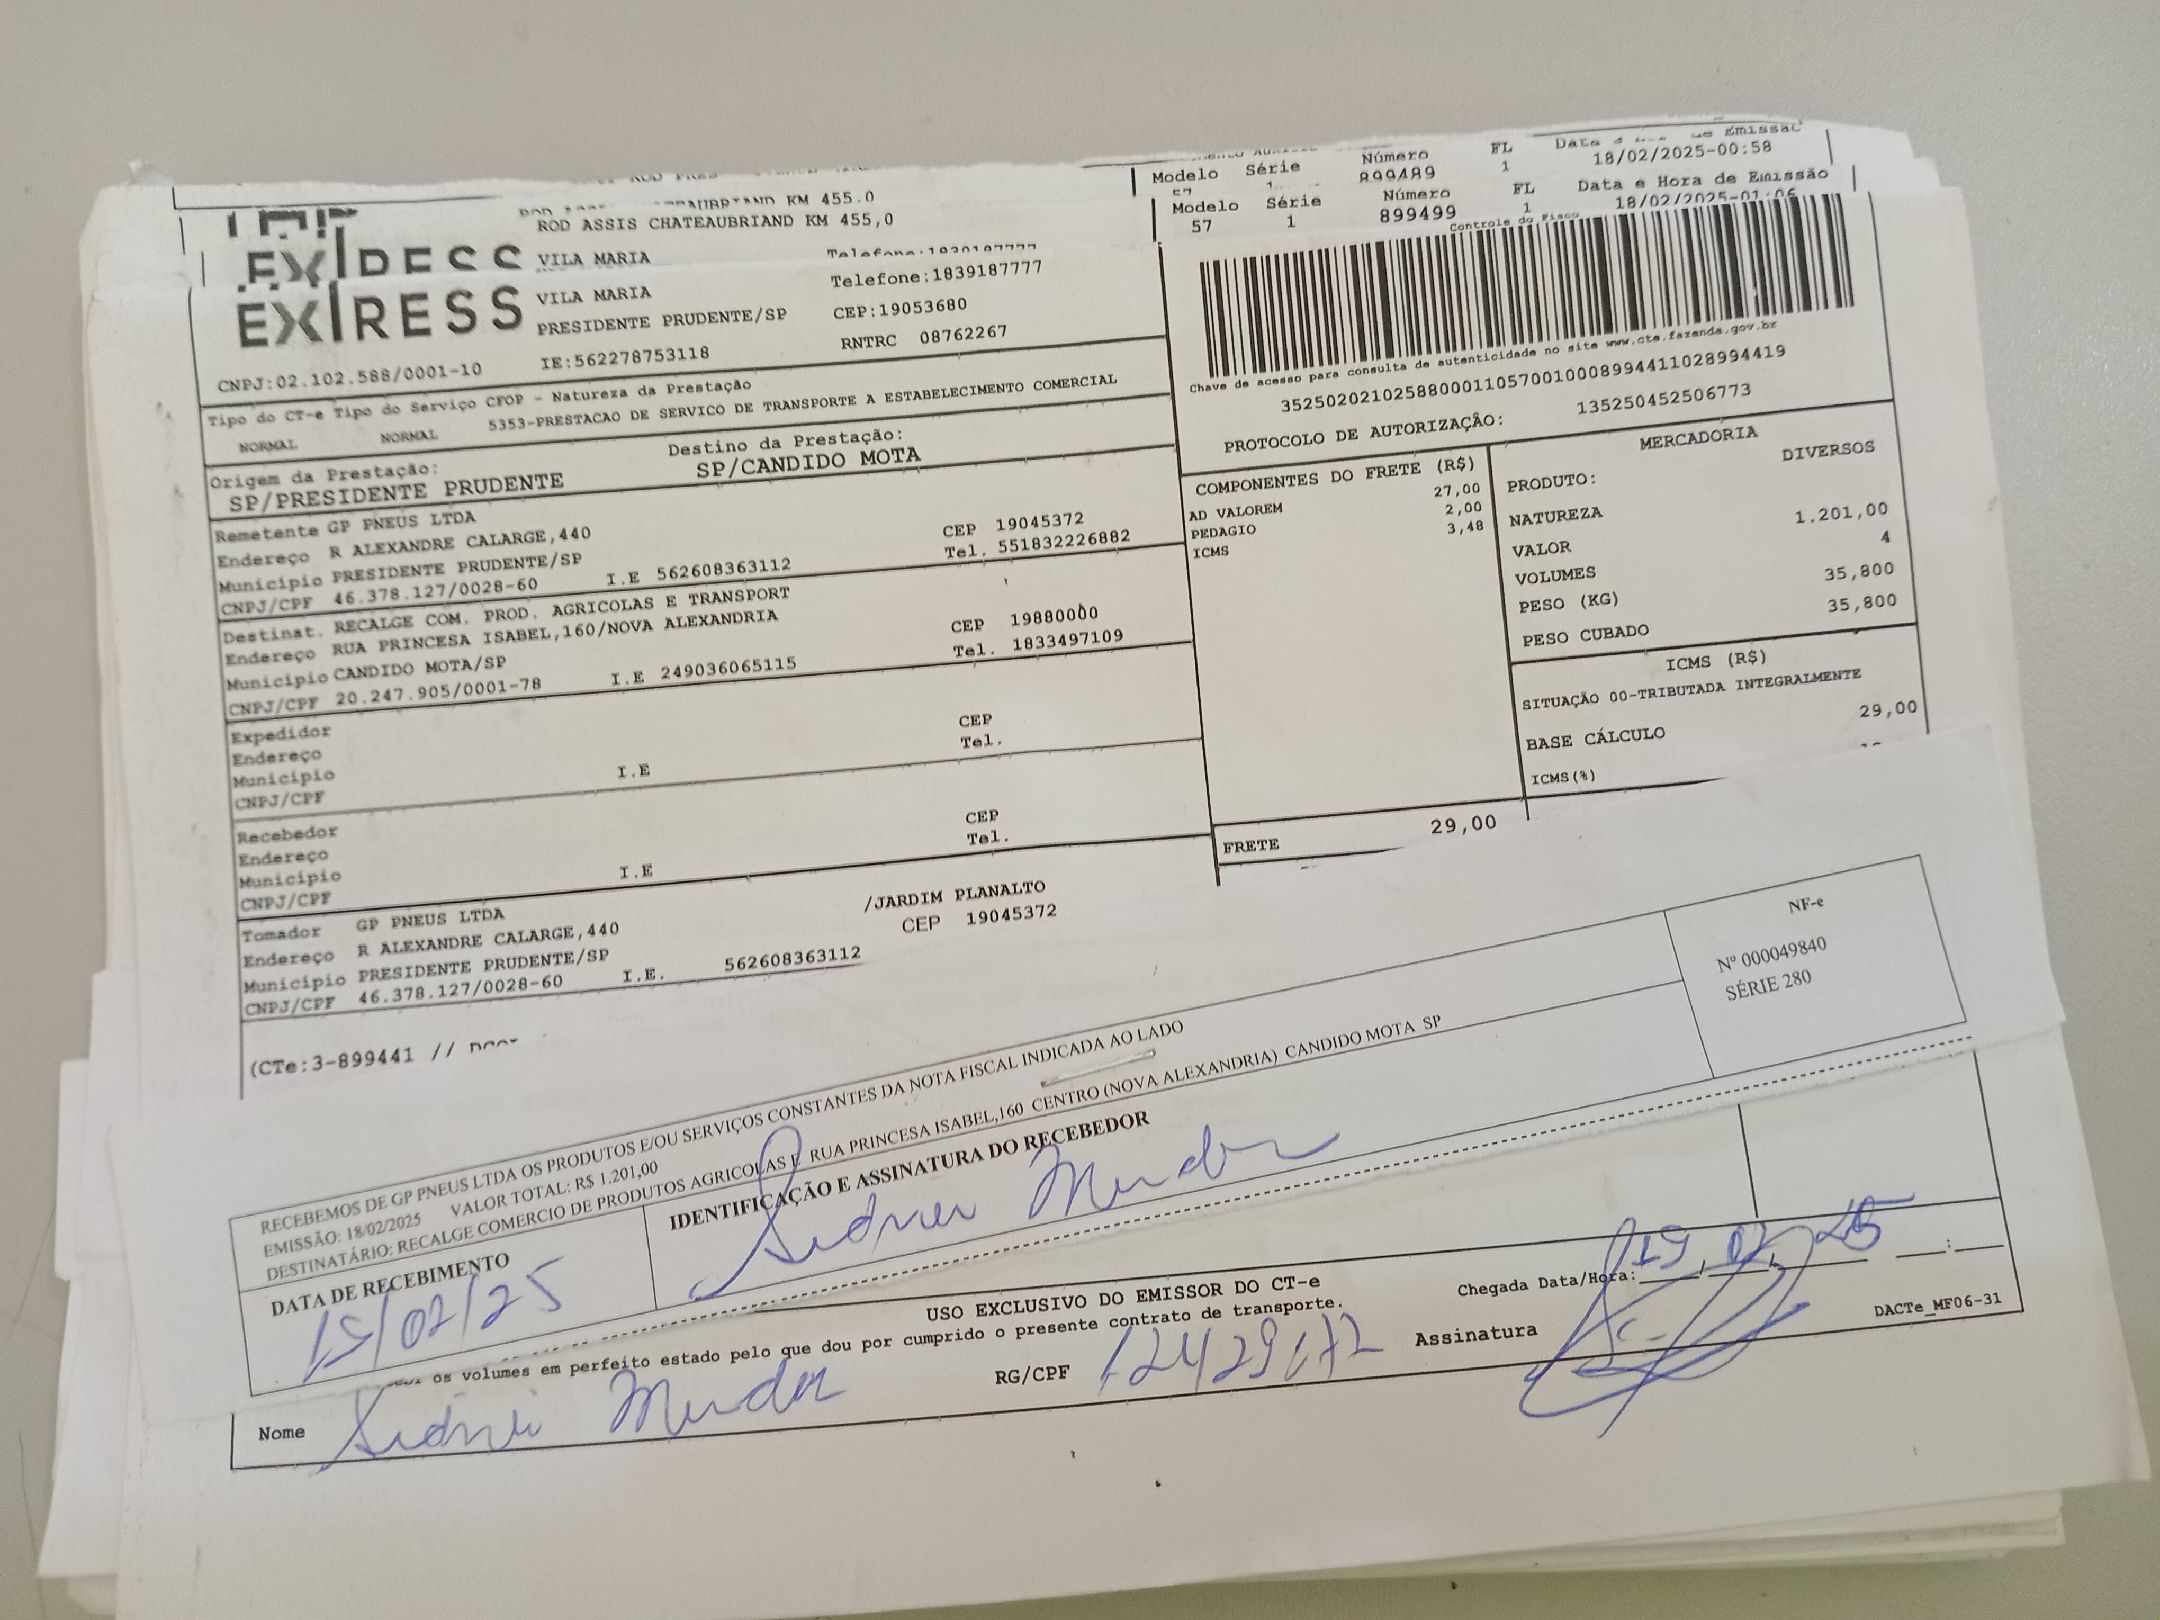 Modelo Série Número FL
57 1 899489 1 18/02/2025-00:58
Modelo Série Número FL Data e Hora de Emissão
57 1 899499 1 18/02/2025-01:06
ROD ASSIS CHATEAUBRIAND KM 455,0
VILA MARIA
EXPRESS
VILA MARIA Telefone:1839187777
PRESIDENTE PRUDENTE/SP CEP:19053680
CNPJ:02.102.588/0001-10 IE:562278753118 RNTRC 08762267
Controle do Fisco
Chave de acesso para consulta de autenticidade no site www.cte.fazenda.gov.br
35250202102588000110570010008994411028994419
PROTOCOLO DE AUTORIZAÇÃO: 135250452506773
Tipo do CT-e Tipo do Serviço CFOP - Natureza da Prestação
NORMAL NORMAL 5353-PRESTACAO DE SERVICO DE TRANSPORTE A ESTABELECIMENTO COMERCIAL
Origem da Prestação: Destino da Prestação:
SP/PRESIDENTE PRUDENTE SP/CANDIDO MOTA
Remetente GP PNEUS LTDA
Endereço R ALEXANDRE CALARGE,440 CEP 19045372
Município PRESIDENTE PRUDENTE/SP Tel. 551832226882
CNPJ/CPF 46.378.127/0028-60 I.E 562608363112
Destinat. RECALGE COM. PROD. AGRICOLAS E TRANSPORT
Endereço RUA PRINCESA ISABEL,160/NOVA ALEXANDRIA CEP 19880000
Município CANDIDO MOTA/SP Tel. 1833497109
CNPJ/CPF 20.247.905/0001-78 I.E 249036065115
Expedidor
Endereço CEP
Município Tel.
CNPJ/CPF I.E
Recebedor
Endereço CEP
Município Tel.
CNPJ/CPF I.E
Tomador GP PNEUS LTDA
Endereço R ALEXANDRE CALARGE,440 /JARDIM PLANALTO
Município PRESIDENTE PRUDENTE/SP CEP 19045372
CNPJ/CPF 46.378.127/0028-60 I.E. 562608363112
COMPONENTES DO FRETE (R$)
27,00
AD VALOREM 2,00
PEDAGIO 3,48
ICMS
FRETE 29,00
MERCADORIA
PRODUTO: DIVERSOS
NATUREZA
VALOR 1.201,00
VOLUMES 4
PESO (KG) 35,800
PESO CUBADO 35,800
ICMS (R$)
SITUAÇÃO 00-TRIBUTADA INTEGRALMENTE
BASE CÁLCULO 29,00
ICMS(%)
(CTe:3-899441 //
RECEBEMOS DE GP PNEUS LTDA OS PRODUTOS E/OU SERVIÇOS CONSTANTES DA NOTA FISCAL INDICADA AO LADO
EMISSÃO: 18/02/2025 VALOR TOTAL: R$ 1.201,00
DESTINATÁRIO: RECALGE COMERCIO DE PRODUTOS AGRICOLAS E RUA PRINCESA ISABEL,160 CENTRO (NOVA ALEXANDRIA) CANDIDO MOTA SP
NF-e
Nº 000049840
SÉRIE 280
DATA DE RECEBIMENTO
IDENTIFICAÇÃO E ASSINATURA DO RECEBEDOR
USO EXCLUSIVO DO EMISSOR DO CT-e
os volumes em perfeito estado pelo que dou por cumprido o presente contrato de transporte.
Chegada Data/Hora: 19/02/25
Nome RG/CPF Assinatura
DACTe_MF06-31